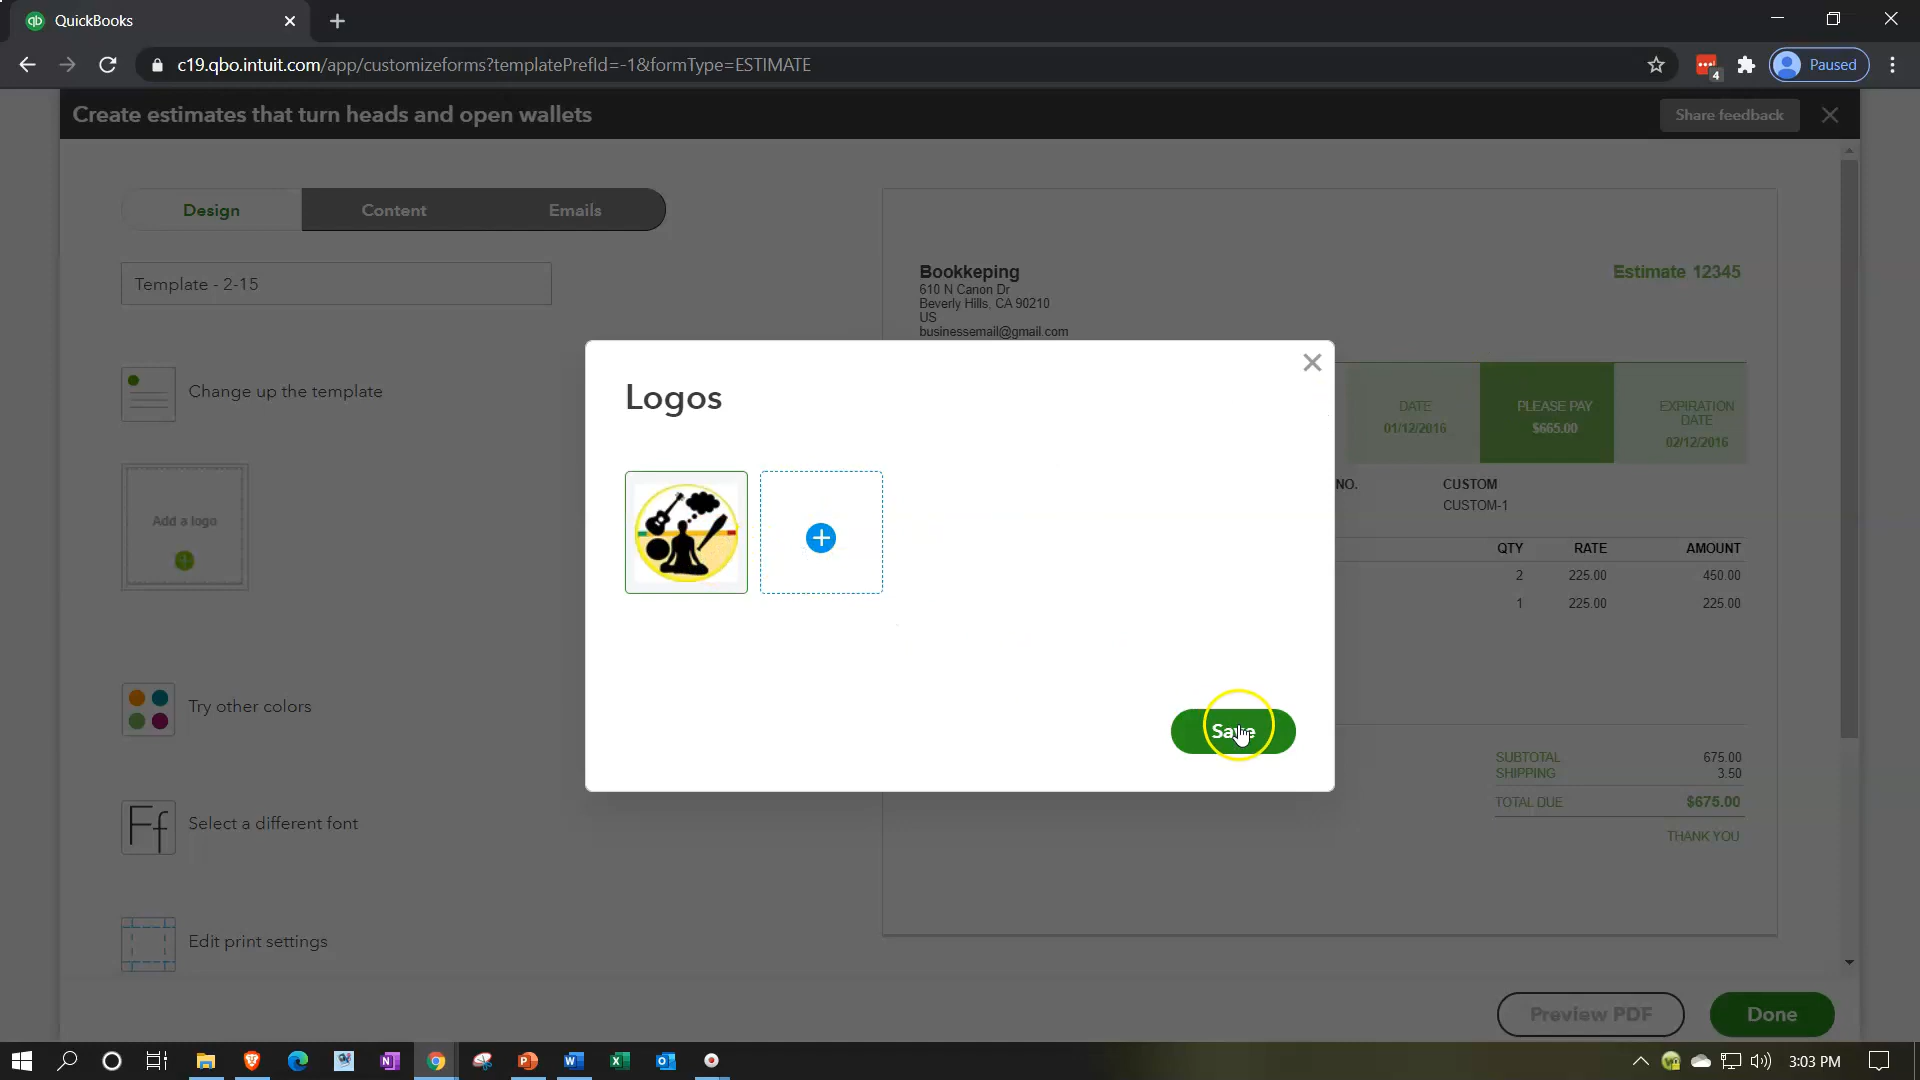 QuickBooks
c19.qbo.intuit.com/app/customizeforms?templatePrefId=-1&formType=ESTIMATE
4
Paused
Create estimates that turn heads and open wallets
Share feedback
Design
Content
Emails
Template - 2-15
Change up the template
Add a logo
Try other colors
Ff
Select a different font
Edit print settings
Bookkeping
610 N Canon Dr
Beverly Hills, CA 90210
US
businessemail@gmail.com
Estimate 12345
DATE
01/12/2016
PLEASE PAY
$665.00
EXPIRATION
DATE
02/12/2016
NO.
CUSTOM
CUSTOM-1
QTY RATE AMOUNT
2 225.00 450.00
1 225.00 225.00
SUBTOTAL 675.00
SHIPPING 3.50
TOTAL DUE $675.00
THANK YOU
Logos
Save
Preview PDF
Done
3:03 PM